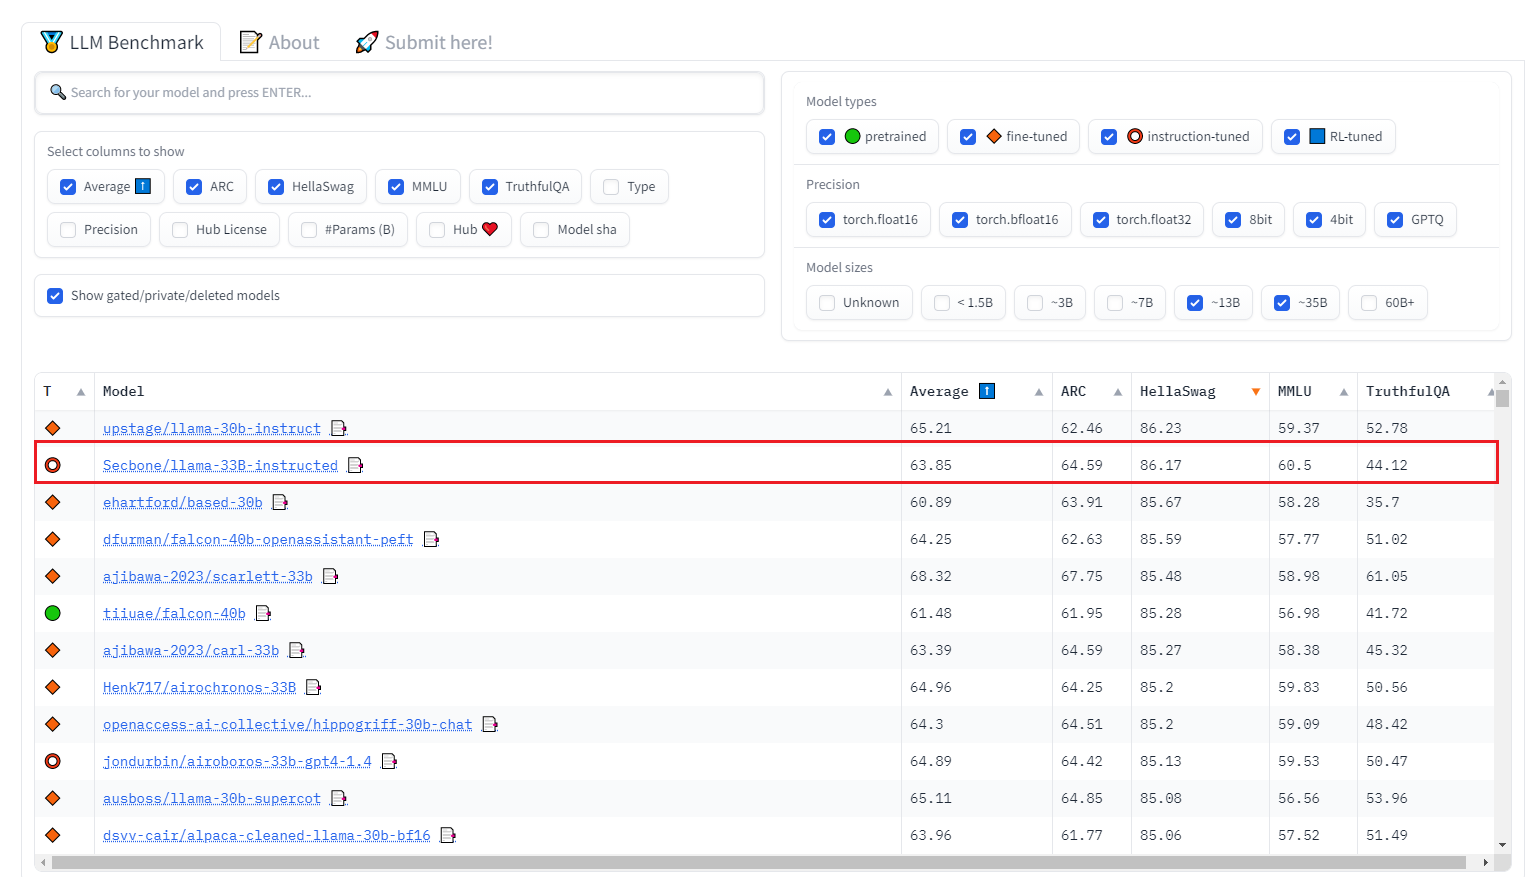 LLM Benchmark About Submit here!
Search for your model and press ENTER...
Select columns to show
Average ARC HellaSwag MMLU TruthfulQA Type
Precision Hub License #Params (B) Hub Model sha
Show gated/private/deleted models
Model types
pretrained fine-tuned instruction-tuned RL-tuned
Precision
torch.float16 torch.bfloat16 torch.float32 8bit 4bit GPTQ
Model sizes
Unknown < 1.5B ~3B ~7B ~13B ~35B 60B+
T Model Average ARC HellaSwag MMLU TruthfulQA
upstage/llama-30b-instruct 65.21 62.46 86.23 59.37 52.78
Secbone/llama-33B-instructed 63.85 64.59 86.17 60.5 44.12
ehartford/based-30b 60.89 63.91 85.67 58.28 35.7
dfurman/falcon-40b-openassistant-peft 64.25 62.63 85.59 57.77 51.02
ajibawa-2023/scarlett-33b 68.32 67.75 85.48 58.98 61.05
tiiuae/falcon-40b 61.48 61.95 85.28 56.98 41.72
ajibawa-2023/carl-33b 63.39 64.59 85.27 58.38 45.32
Henk717/airochronos-33B 64.96 64.25 85.2 59.83 50.56
openaccess-ai-collective/hippogriff-30b-chat 64.3 64.51 85.2 59.09 48.42
jondurbin/airoboros-33b-gpt4-1.4 64.89 64.42 85.13 59.53 50.47
ausboss/llama-30b-supercot 65.11 64.85 85.08 56.56 53.96
dsvv-cair/alpaca-cleaned-llama-30b-bf16 63.96 61.77 85.06 57.52 51.49